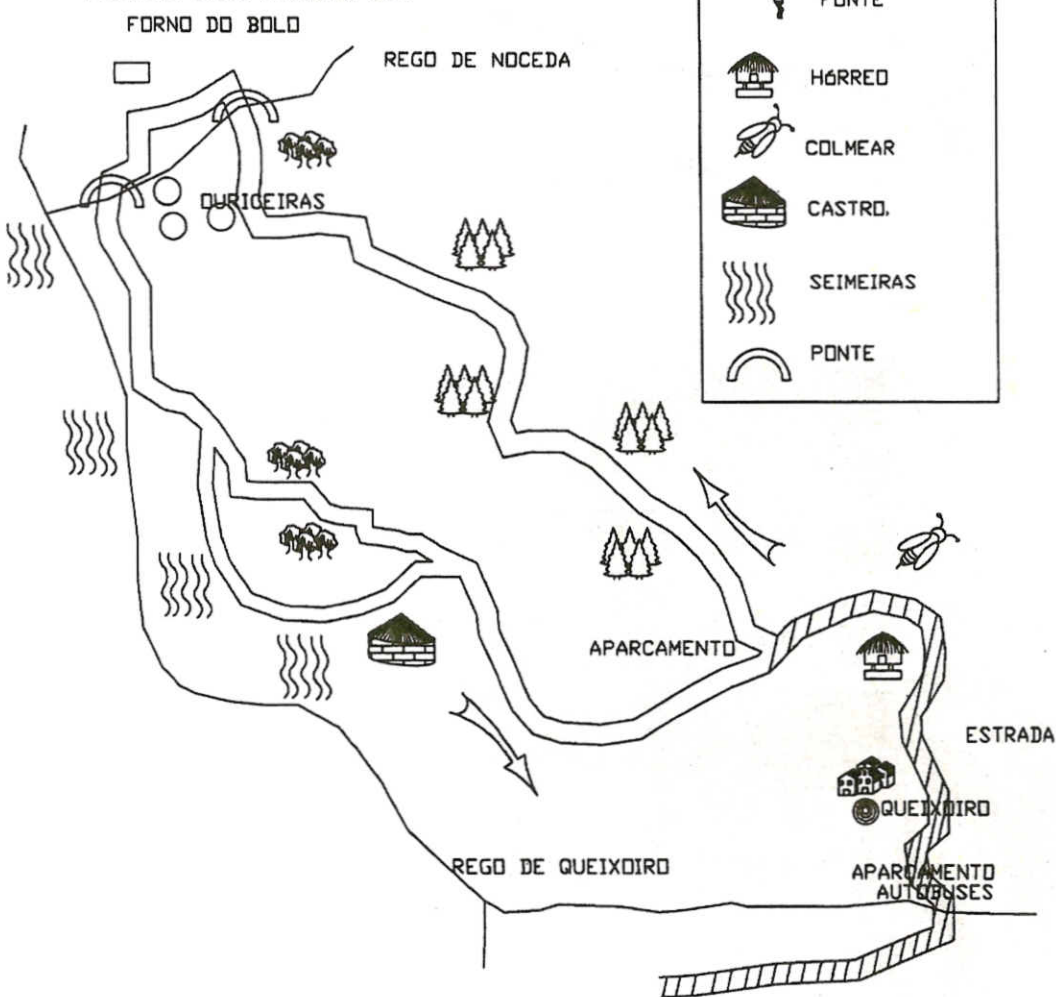 FORNO DO BOLO
REGO DE NOCEDA
OURICEIRAS
APARCAMENTO
ESTRADA
QUEIXOIRO
REGO DE QUEIXOIRO
APARCAMENTO
AUTOBUSES
HóRREO
COLMEAR
CASTRO.
SEIMEIRAS
PONTE